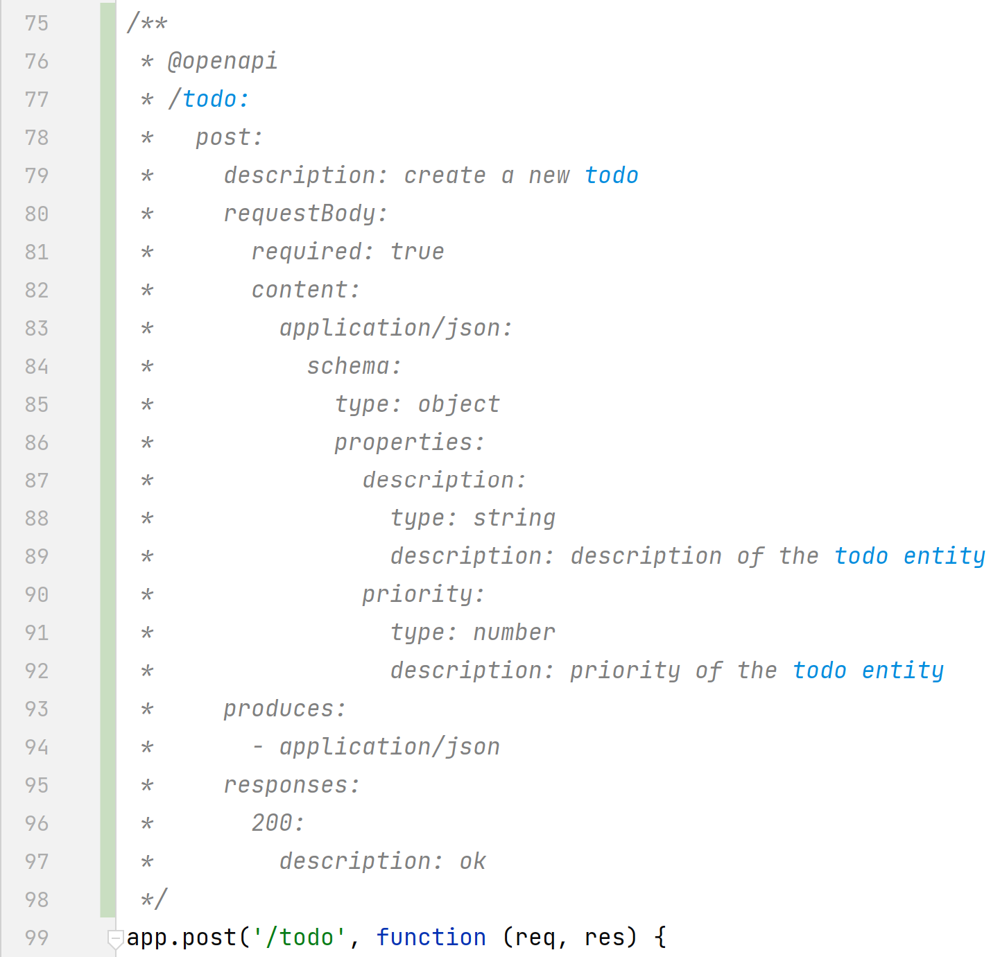 75 /**
76  * @openapi
77  * /todo:
78  *   post:
79  *     description: create a new todo
80  *     requestBody:
81  *       required: true
82  *       content:
83  *         application/json:
84  *           schema:
85  *             type: object
86  *             properties:
87  *               description:
88  *                 type: string
89  *                 description: description of the todo entity
90  *               priority:
91  *                 type: number
92  *                 description: priority of the todo entity
93  *     produces:
94  *       - application/json
95  *     responses:
96  *       200:
97  *         description: ok
98  */
99 app.post('/todo', function (req, res) {